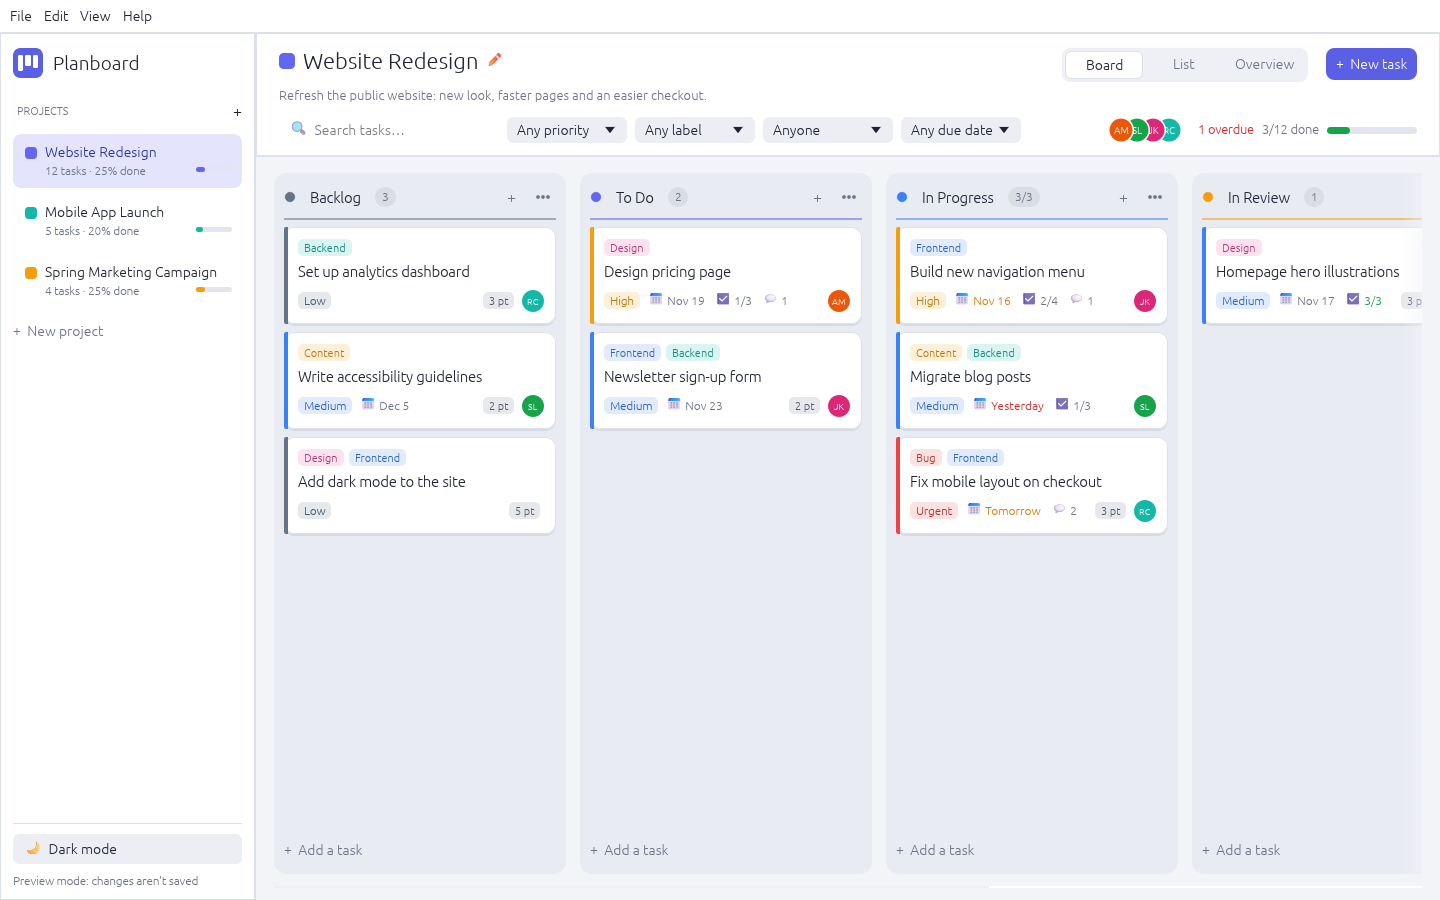 File Edit View Help
Planboard
PROJECTS +
Website Redesign
12 tasks · 25% done
Mobile App Launch
5 tasks · 20% done
Spring Marketing Campaign
4 tasks · 25% done
+ New project
Dark mode
Preview mode: changes aren't saved
Website Redesign
Board List Overview + New task
Refresh the public website: new look, faster pages and an easier checkout.
Search tasks… Any priority Any label Anyone Any due date AM SL JK RC 1 overdue 3/12 done
Backlog 3 + •••
Backend
Set up analytics dashboard
Low 3 pt RC
Content
Write accessibility guidelines
Medium Dec 5 2 pt SL
Design Frontend
Add dark mode to the site
Low 5 pt
+ Add a task
To Do 2 + •••
Design
Design pricing page
High Nov 19 1/3 1 AM
Frontend Backend
Newsletter sign-up form
Medium Nov 23 2 pt JK
+ Add a task
In Progress 3/3 + •••
Frontend
Build new navigation menu
High Nov 16 2/4 1 JK
Content Backend
Migrate blog posts
Medium Yesterday 1/3 SL
Bug Frontend
Fix mobile layout on checkout
Urgent Tomorrow 2 3 pt RC
+ Add a task
In Review 1
Design
Homepage hero illustrations
Medium Nov 17 3/3 3 p
+ Add a task